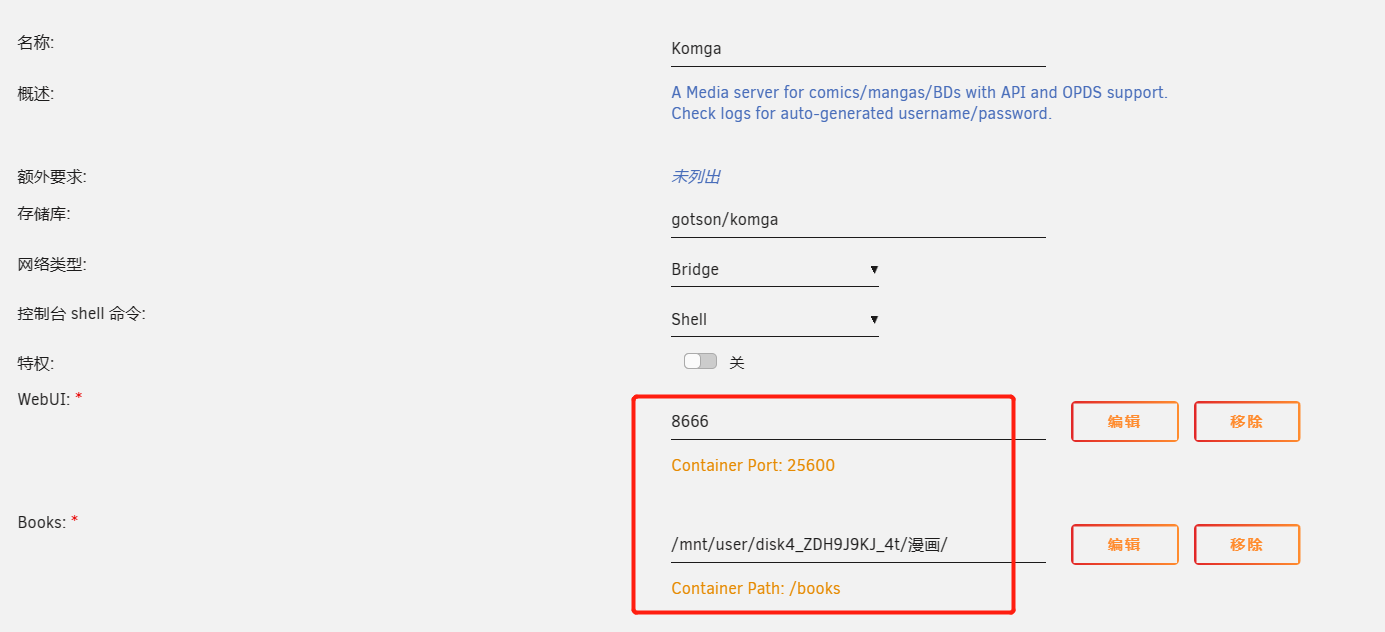 名称:
Komga
概述:
A Media server for comics/mangas/BDs with API and OPDS support.
Check logs for auto-generated username/password.
额外要求:
未列出
存储库:
gotson/komga
网络类型:
Bridge
控制台 shell 命令:
Shell
特权:
关
WebUI: *
8666
编辑
移除
Container Port: 25600
Books: *
/mnt/user/disk4_ZDH9J9KJ_4t/漫画/
编辑
移除
Container Path: /books